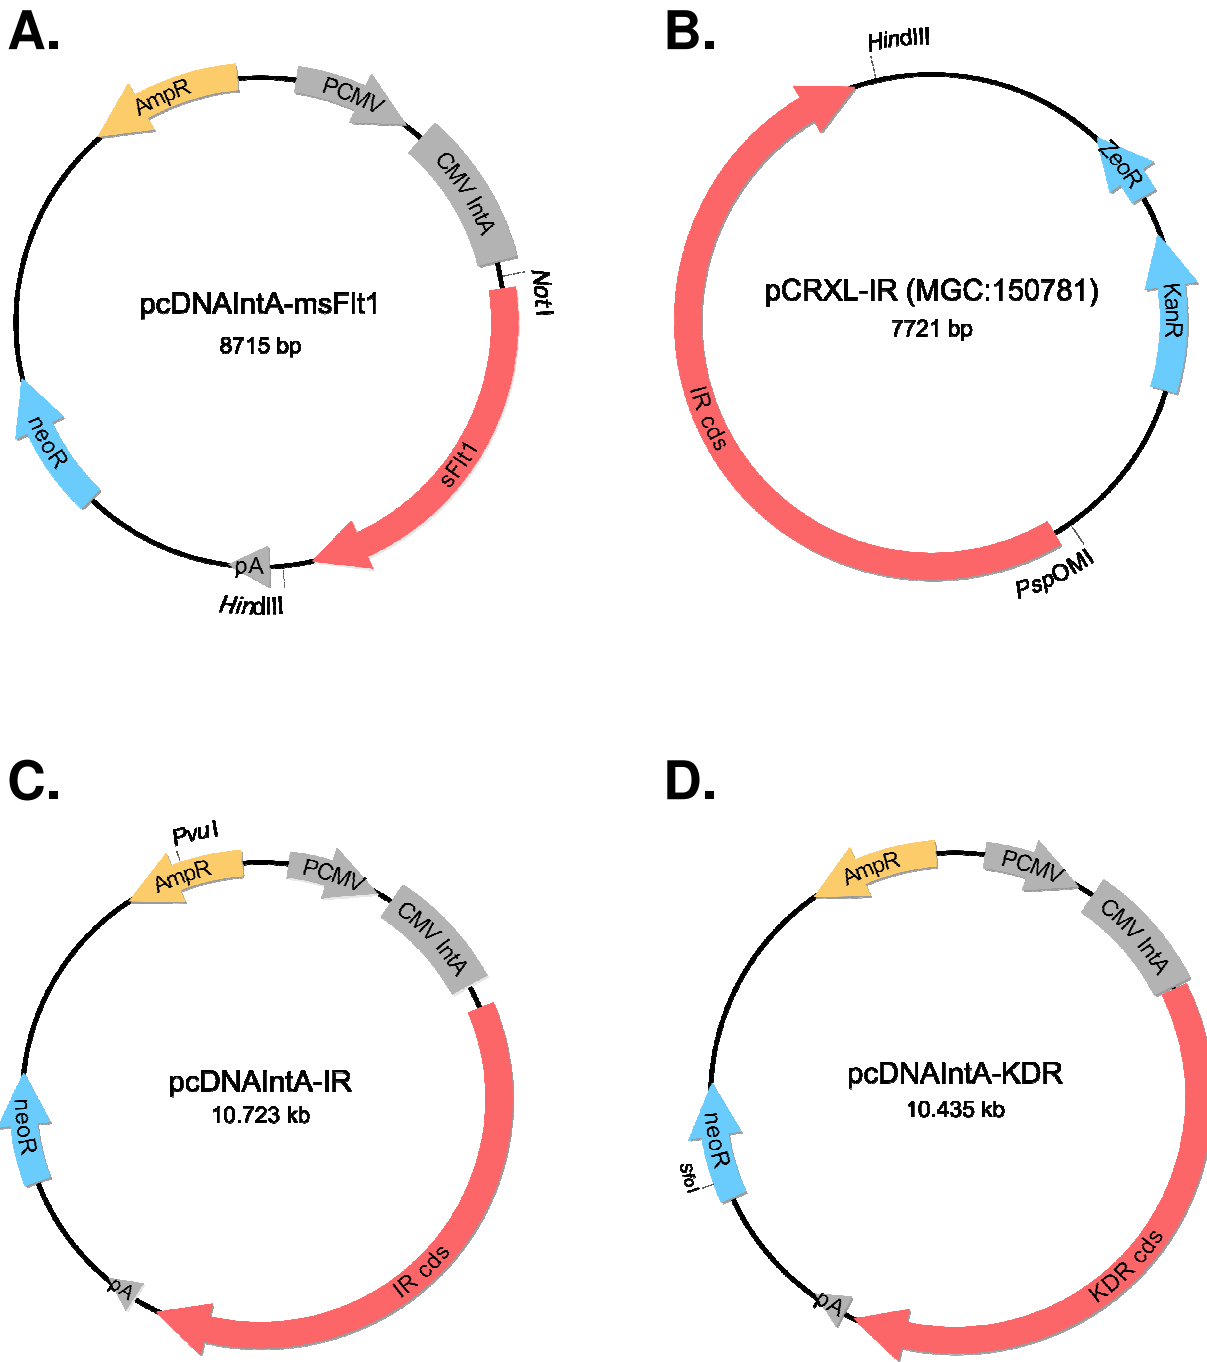 A.
AmpR
PCMV
CMV IntA
NotI
pcDNAIntA-msFlt1
8715 bp
sFlt1
neoR
pA
HindIII
B.
HindIII
ZeoR
pCRXL-IR (MGC:150781)
7721 bp
KanR
IR cds
PspOMI
C.
PvuI
AmpR
PCMV
CMV IntA
pcDNAIntA-IR
10.723 kb
neoR
IR cds
pA
D.
AmpR
PCMV
CMV IntA
pcDNAIntA-KDR
10.435 kb
neoR
SfoI
KDR cds
pA